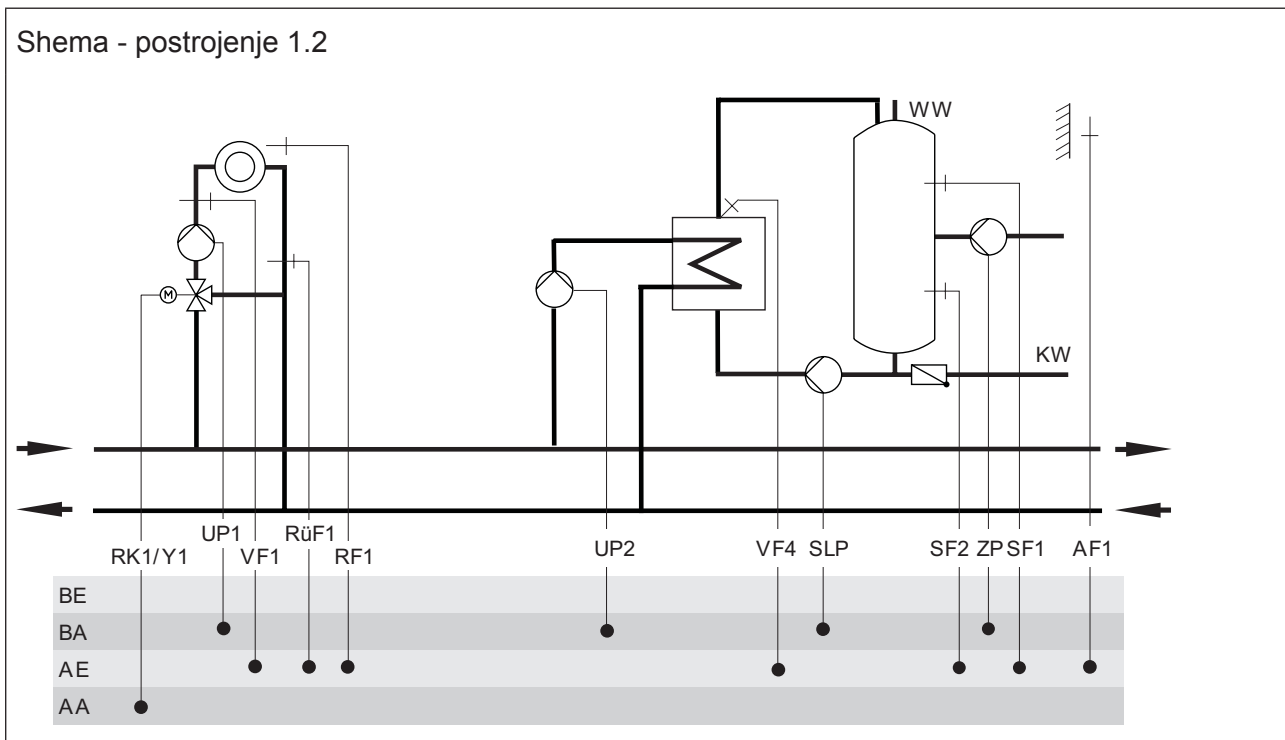 Shema - postrojenje 1.2
WW
M
KW
UP1 RüF1
RK1/Y1 VF1 RF1 UP2 VF4 SLP SF2 ZP SF1 AF1
BE
BA
AE
AA